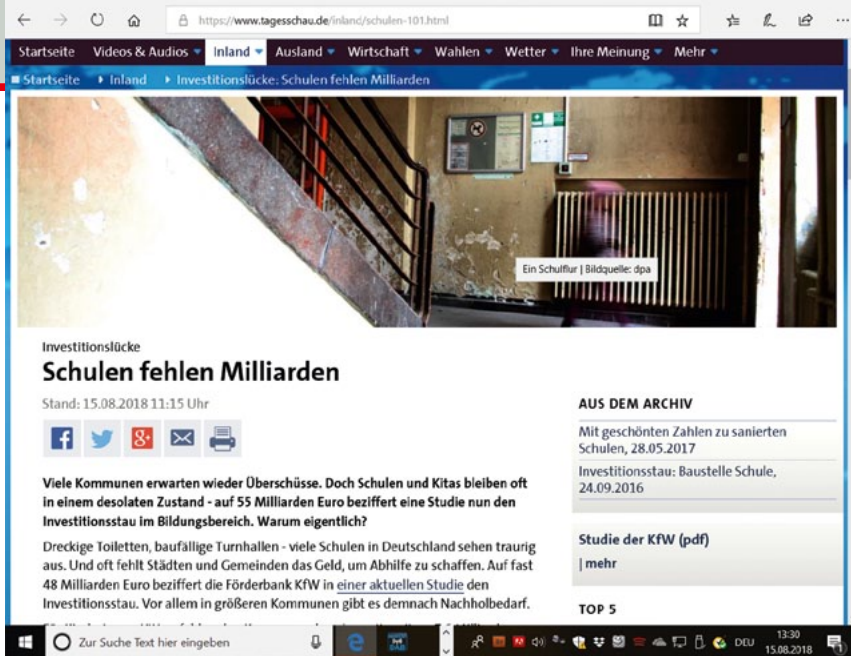 https://www.tagesschau.de/inland/schulen-101.html
Startseite Videos & Audios Inland Ausland Wirtschaft Wahlen Wetter Ihre Meinung Mehr
Startseite Inland Investitionslücke: Schulen fehlen Milliarden
Ein Schulflur | Bildquelle: dpa
Investitionslücke
Schulen fehlen Milliarden
Stand: 15.08.2018 11:15 Uhr
Viele Kommunen erwarten wieder Überschüsse. Doch Schulen und Kitas bleiben oft
in einem desolaten Zustand - auf 55 Milliarden Euro beziffert eine Studie nun den
Investitionsstau im Bildungsbereich. Warum eigentlich?
Dreckige Toiletten, baufällige Turnhallen - viele Schulen in Deutschland sehen traurig
aus. Und oft fehlt Städten und Gemeinden das Geld, um Abhilfe zu schaffen. Auf fast
48 Milliarden Euro beziffert die Förderbank KfW in einer aktuellen Studie den
Investitionsstau. Vor allem in größeren Kommunen gibt es demnach Nachholbedarf.
AUS DEM ARCHIV
Mit geschönten Zahlen zu sanierten
Schulen, 28.05.2017
Investitionsstau: Baustelle Schule,
24.09.2016
Studie der KfW (pdf)
| mehr
TOP 5
Zur Suche Text hier eingeben
DEU
13:30
15.08.2018